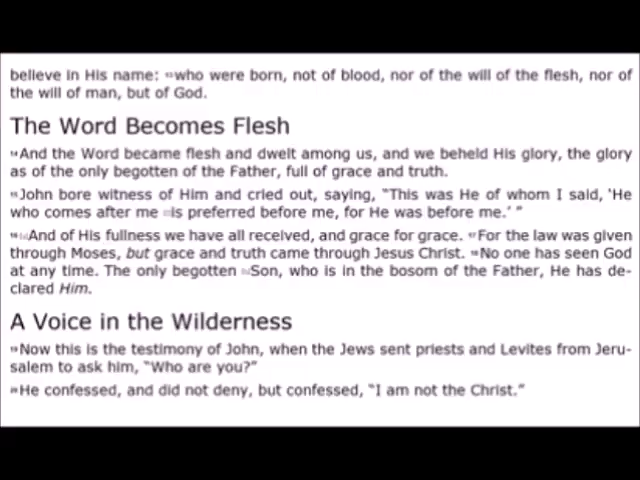 believe in His name: ¹³who were born, not of blood, nor of the will of the flesh, nor of
the will of man, but of God.
The Word Becomes Flesh
¹⁴And the Word became flesh and dwelt among us, and we beheld His glory, the glory
as of the only begotten of the Father, full of grace and truth.
¹⁵John bore witness of Him and cried out, saying, “This was He of whom I said, ‘He
who comes after me is preferred before me, for He was before me.’ ”
¹⁶And of His fullness we have all received, and grace for grace. ¹⁷For the law was given
through Moses, but grace and truth came through Jesus Christ. ¹⁸No one has seen God
at any time. The only begotten Son, who is in the bosom of the Father, He has de-
clared Him.
A Voice in the Wilderness
¹⁹Now this is the testimony of John, when the Jews sent priests and Levites from Jeru-
salem to ask him, “Who are you?”
²⁰He confessed, and did not deny, but confessed, “I am not the Christ.”